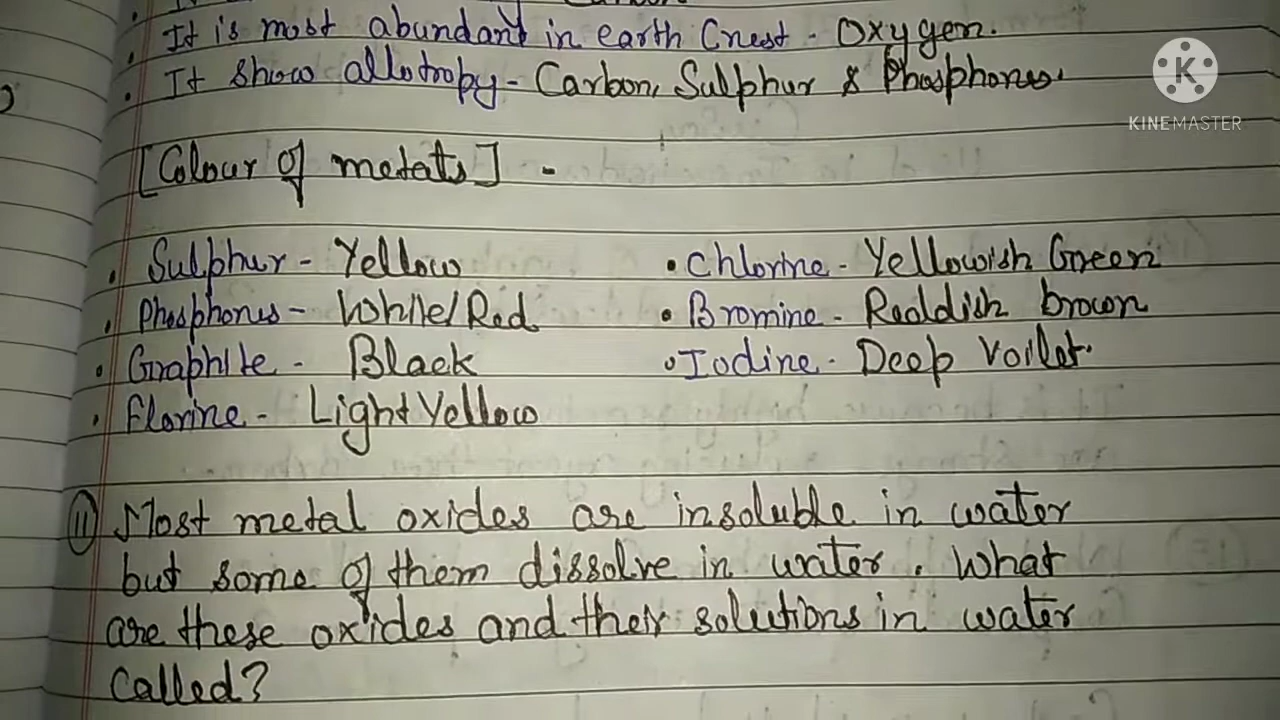 . It is most abundant in earth Crest - Oxygen.
. It show allotropy - Carbon, Sulphur & Phosphorus.
[Colour of metats] -
. Sulphur - Yellow
. Phosphorus - While/Red
. Graphite - Black
. Florine - Light Yellow
• Chlorine - Yellowish Green
• Bromine - Reddish brown
• Iodine - Deep Voilet.
11 Most metal oxides are insoluble in water
but some of them dissolve in water. What
are these oxides and their solutions in water
called?
K
KINEMASTER